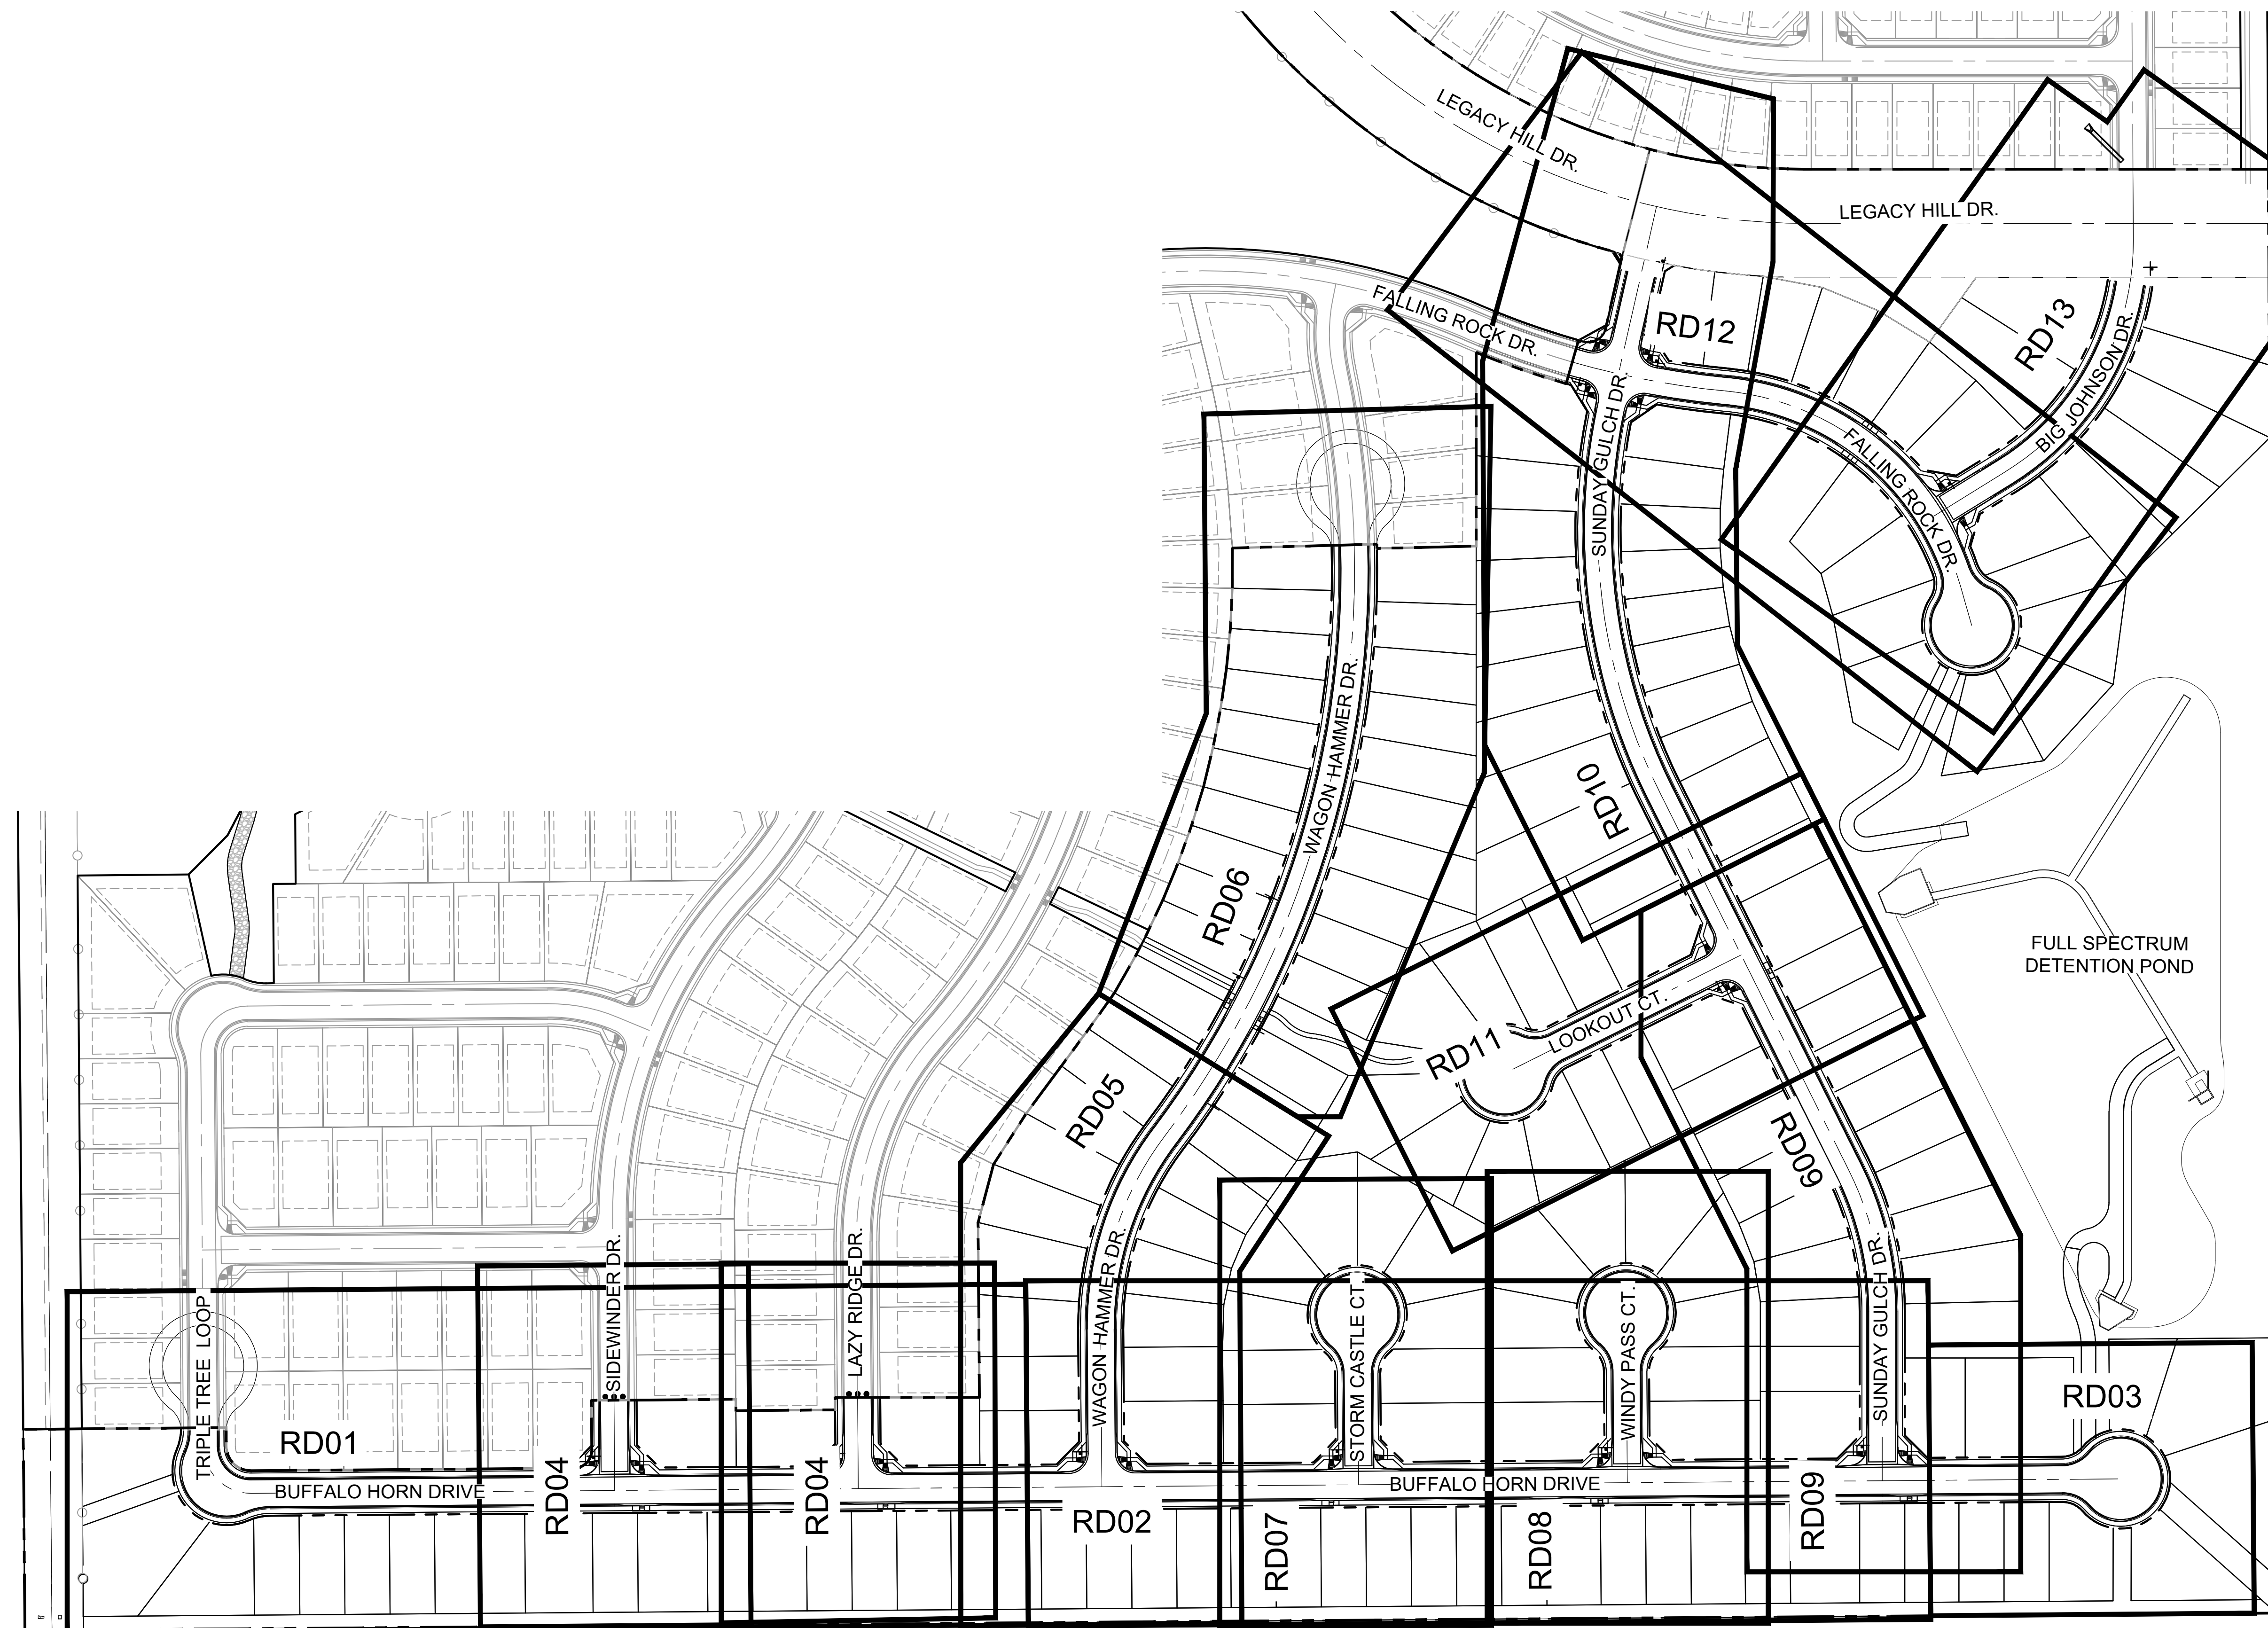 LEGACY HILL DR.
LEGACY HILL DR.
FALLING ROCK DR.
RD12
RD13
BIG JOHNSON DR.
SUNDAY GULCH DR.
FALLING ROCK DR.
WAGON HAMMER DR.
RD10
RD06
FULL SPECTRUM
DETENTION POND
LOOKOUT CT.
RD11
RD05
RD09
SIDEWINDER DR.
LAZY RIDGE DR.
WAGON HAMMER DR.
STORM CASTLE CT.
WINDY PASS CT.
SUNDAY GULCH DR.
TRIPLE TREE LOOP
RD03
RD01
RD04
RD04
BUFFALO HORN DRIVE
BUFFALO HORN DRIVE
RD02
RD07
RD08
RD09